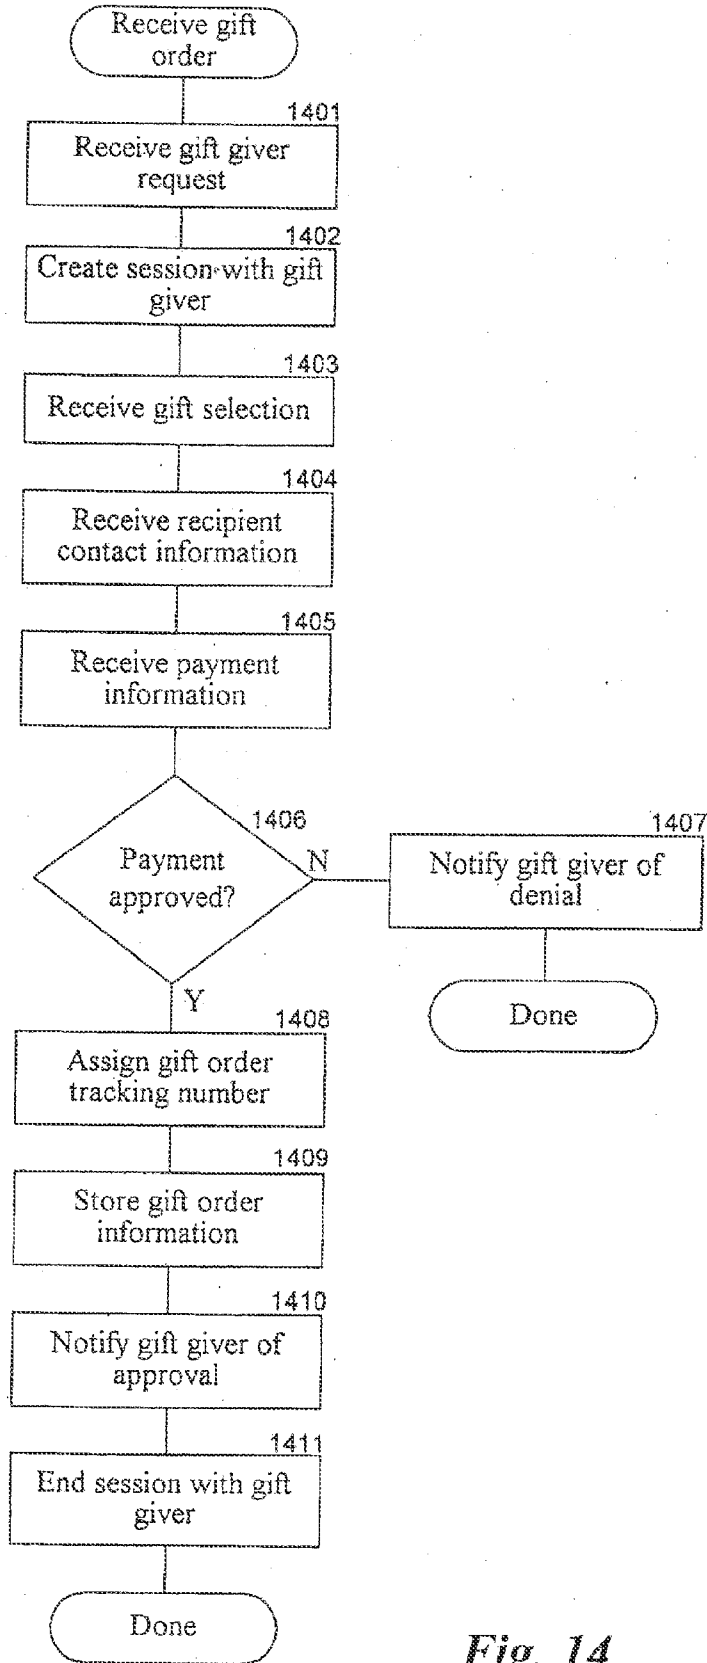 Receive gift
order
1401
Receive gift giver
request
1402
Create session with gift
giver
1403
Receive gift selection
1404
Receive recipient
contact information
1405
Receive payment
information
1406
Payment
approved?
N
1407
Notify gift giver of
denial
Done
Y
1408
Assign gift order
tracking number
1409
Store gift order
information
1410
Notify gift giver of
approval
1411
End session with gift
giver
Done
Fig. 14